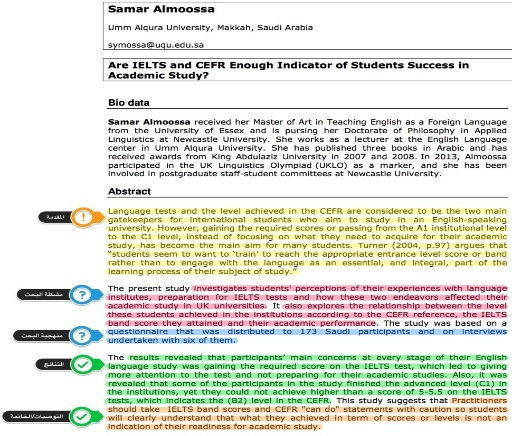 Samar Almoossa
Umm Alqura University, Makkah, Saudi Arabia
symossa@uqu.edu.sa
Are IELTS and CEFR Enough Indicator of Students Success in
Academic Study?
Bio data
Samar Almoossa received her Master of Art in Teaching English as a Foreign Language
from the University of Essex and is pursing her Doctorate of Philosophy in Applied
Linguistics at Newcastle University. She works as a lecturer at the English Language
center in Umm Alqura University. She has published three books in Arabic and has
received awards from King Abdulaziz University in 2007 and 2008. In 2013, Almoossa
participated in the UK Linguistics Olympiad (UKLO) as a marker, and she has been
involved in postgraduate staff-student committees at Newcastle University.
Abstract
المقدمة
Language tests and the level achieved in the CEFR are considered to be the two main
gatekeepers for international students who aim to study in an English-speaking
university. However, gaining the required scores or passing from the A1 institutional level
to the C1 level, instead of focusing on what they need to acquire for their academic
study, has become the main aim for many students. Turner (2004, p.97) argues that
"students seem to want to 'train' to reach the appropriate entrance level score or band
rather than to engage with the language as an essential, and integral, part of the
learning process of their subject of study."
مشكلة البحث
The present study investigates students' perceptions of their experiences with language
institutes, preparation for IELTS tests and how these two endeavors affected their
academic study in UK universities. It also explores the relationship between the level
these students achieved in the institutions according to the CEFR reference, the IELTS
band score they attained and their academic performance. The study was based on a
منهجية البحث
questionnaire that was distributed to 173 Saudi participants and on interviews
undertaken with six of them.
النتائج
The results revealed that participants' main concerns at every stage of their English
language study was gaining the required score on the IELTS test, which led to giving
more attention to the test and not preparing for their academic studies. Also, it was
revealed that some of the participants in the study finished the advanced level (C1) in
the institutions, yet they could not achieve higher than a score of 5-5.5 on the IELTS
tests, which indicates the (B2) level in the CEFR. This study suggests that Practitioners
التوصيات/الخاتمة
should take IELTS band scores and CEFR "can do" statements with caution so students
will clearly understand that what they achieved in term of scores or levels is not an
indication of their readiness for academic study.